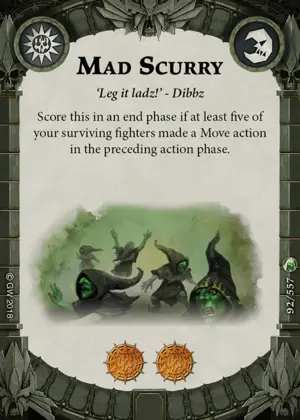 MAD SCURRY
'Leg it ladz!' - Dibbz
Score this in an end phase if at least five of
your surviving fighters made a Move action
in the preceding action phase.
© GW 2018
92/557